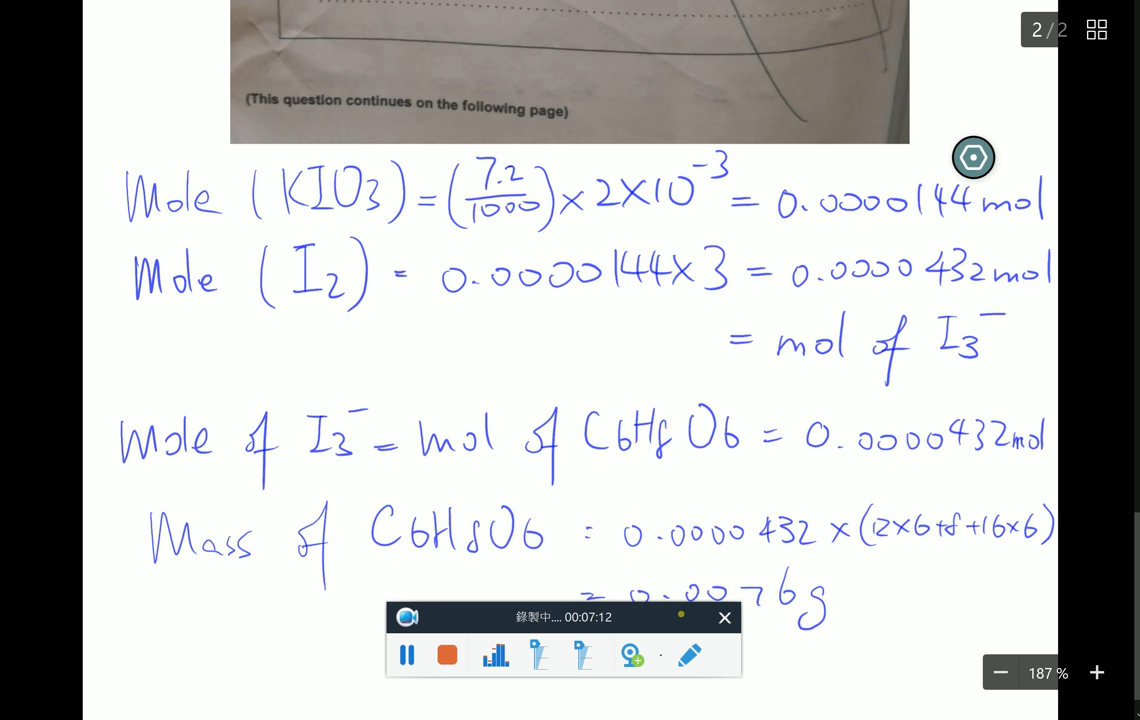 2 / 2
(This question continues on the following page)
Mole (KIO3) = (7.2/1000) × 2×10⁻³ = 0.0000144 mol
Mole (I2) = 0.0000144×3 = 0.0000432 mol
= mol of I3⁻
Mole of I3⁻ = mol of C6H8O6 = 0.0000432 mol
Mass of C6H8O6 = 0.0000432 × (12×6+8+16×6)
= 0.0076g
錄製中.... 00:07:12
187 %